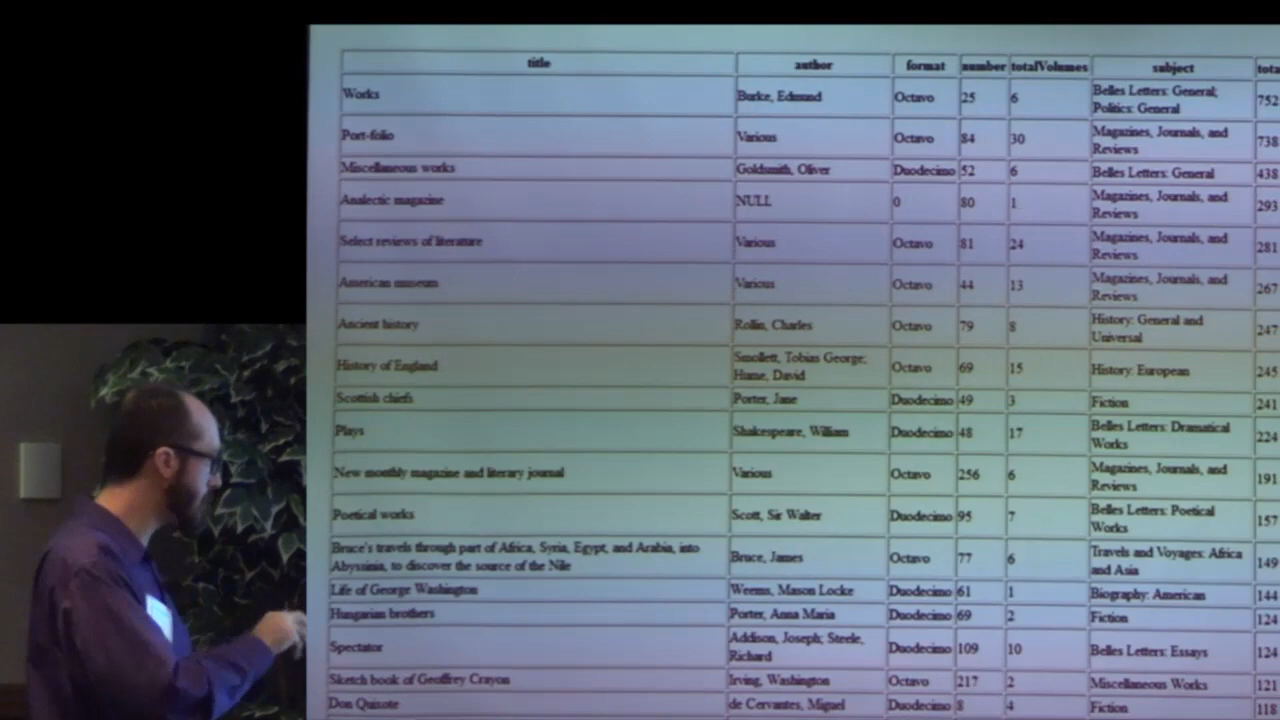 title author format number totalVolumes subject tota
Works Burke, Edmund Octavo 25 6 Belles Letters: General; 752
Politics: General
Port-folio Various Octavo 84 30 Magazines, Journals, and 738
Reviews
Miscellaneous works Goldsmith, Oliver Duodecimo 52 6 Belles Letters: General 438
Analectic magazine NULL 0 80 1 Magazines, Journals, and 293
Reviews
Select reviews of literature Various Octavo 81 24 Magazines, Journals, and 281
Reviews
American museum Various Octavo 44 13 Magazines, Journals, and 267
Reviews
Ancient history Rollin, Charles Octavo 79 8 History: General and 247
Universal
History of England Smollett, Tobias George; Octavo 69 15 History: European 245
Hume, David
Scottish chiefs Porter, Jane Duodecimo 49 3 Fiction 241
Plays Shakespeare, William Duodecimo 48 17 Belles Letters: Dramatical 224
Works
New monthly magazine and literary journal Various Octavo 256 6 Magazines, Journals, and 191
Reviews
Poetical works Scott, Sir Walter Duodecimo 95 7 Belles Letters: Poetical 157
Works
Bruce's travels through part of Africa, Syria, Egypt, and Arabia, into Bruce, James Octavo 77 6 Travels and Voyages: Africa 149
Abyssinia, to discover the source of the Nile and Asia
Life of George Washington Weems, Mason Locke Duodecimo 61 1 Biography: American 144
Hungarian brothers Porter, Anna Maria Duodecimo 69 2 Fiction 124
Spectator Addison, Joseph; Steele, Duodecimo 109 10 Belles Letters: Essays 124
Richard
Sketch book of Geoffrey Crayon Irving, Washington Octavo 217 2 Miscellaneous Works 121
Don Quixote de Cervantes, Miguel Duodecimo 8 4 Fiction 118